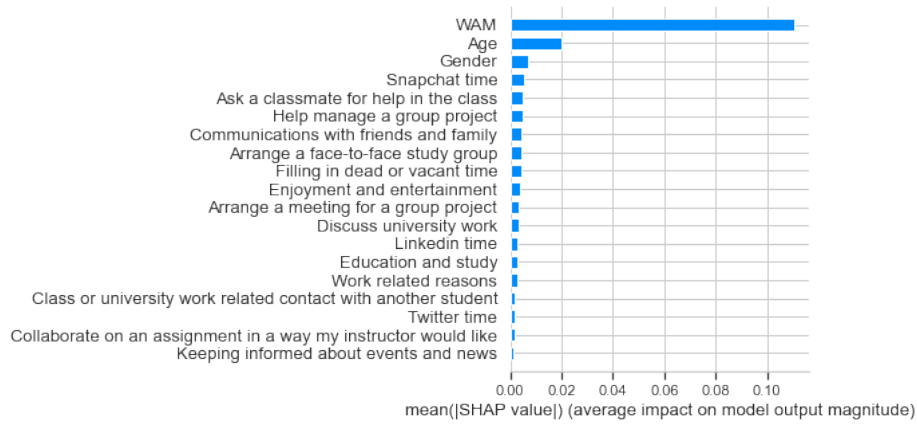 WAM
Age
Gender
Snapchat time
Ask a classmate for help in the class
Help manage a group project
Communications with friends and family
Arrange a face-to-face study group
Filling in dead or vacant time
Enjoyment and entertainment
Arrange a meeting for a group project
Discuss university work
Linkedin time
Education and study
Work related reasons
Class or university work related contact with another student
Twitter time
Collaborate on an assignment in a way my instructor would like
Keeping informed about events and news
0.00 0.02 0.04 0.06 0.08 0.10
mean(|SHAP value|) (average impact on model output magnitude)